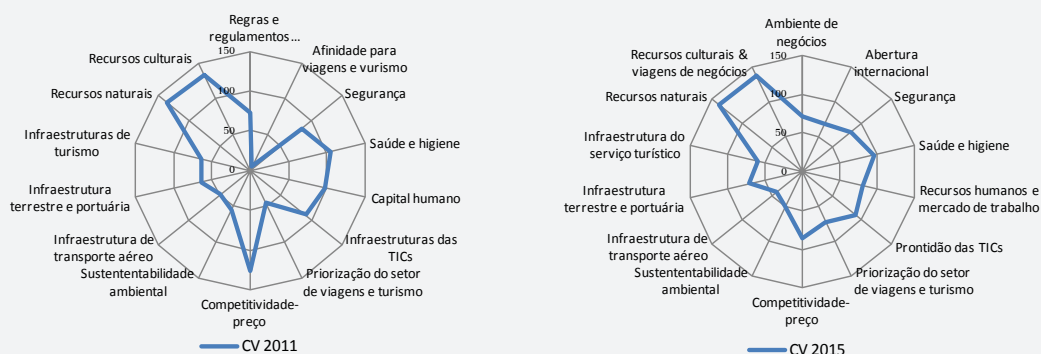 Regras e
regulamentos...
150
Afinidade para
viagens e vurismo
Recursos culturais
100
Recursos naturais
Segurança
50
Infraestruturas de
turismo
Saúde e higiene
0
Infraestrutura
terrestre e portuária
Capital humano
Infraestrutura de
transporte aéreo
Infraestruturas das
TICs
Sustententabilidade
ambiental
Priorização do setor
de viagens e turismo
Competitividade-
preço
CV 2011
Ambiente de
negócios
150
Recursos culturais &
viagens de negócios
Abertura
internacional
100
Recursos naturais
Segurança
50
Infraestrutura do
serviço turístico
Saúde e higiene
0
Infraestrutura
terrestre e portuária
Recursos humanos e
mercado de trabalho
Infraestrutura de
transporte aéreo
Prontidão das TICs
Sustententabilidade
ambiental
Priorização do setor
de viagens e turismo
Competitividade-
preço
CV 2015